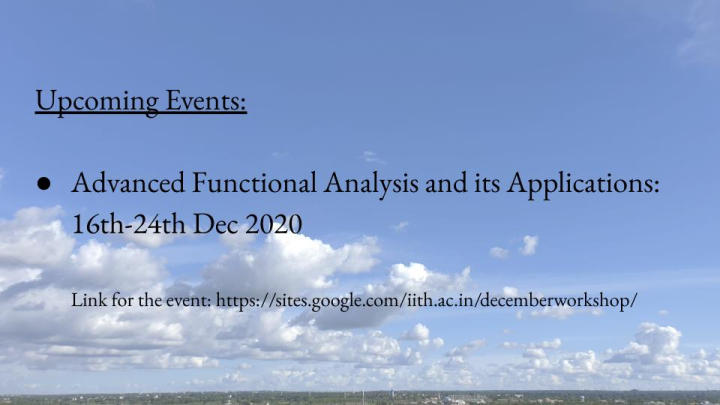 Upcoming Events:
● Advanced Functional Analysis and its Applications:
16th-24th Dec 2020
Link for the event: https://sites.google.com/iith.ac.in/decemberworkshop/